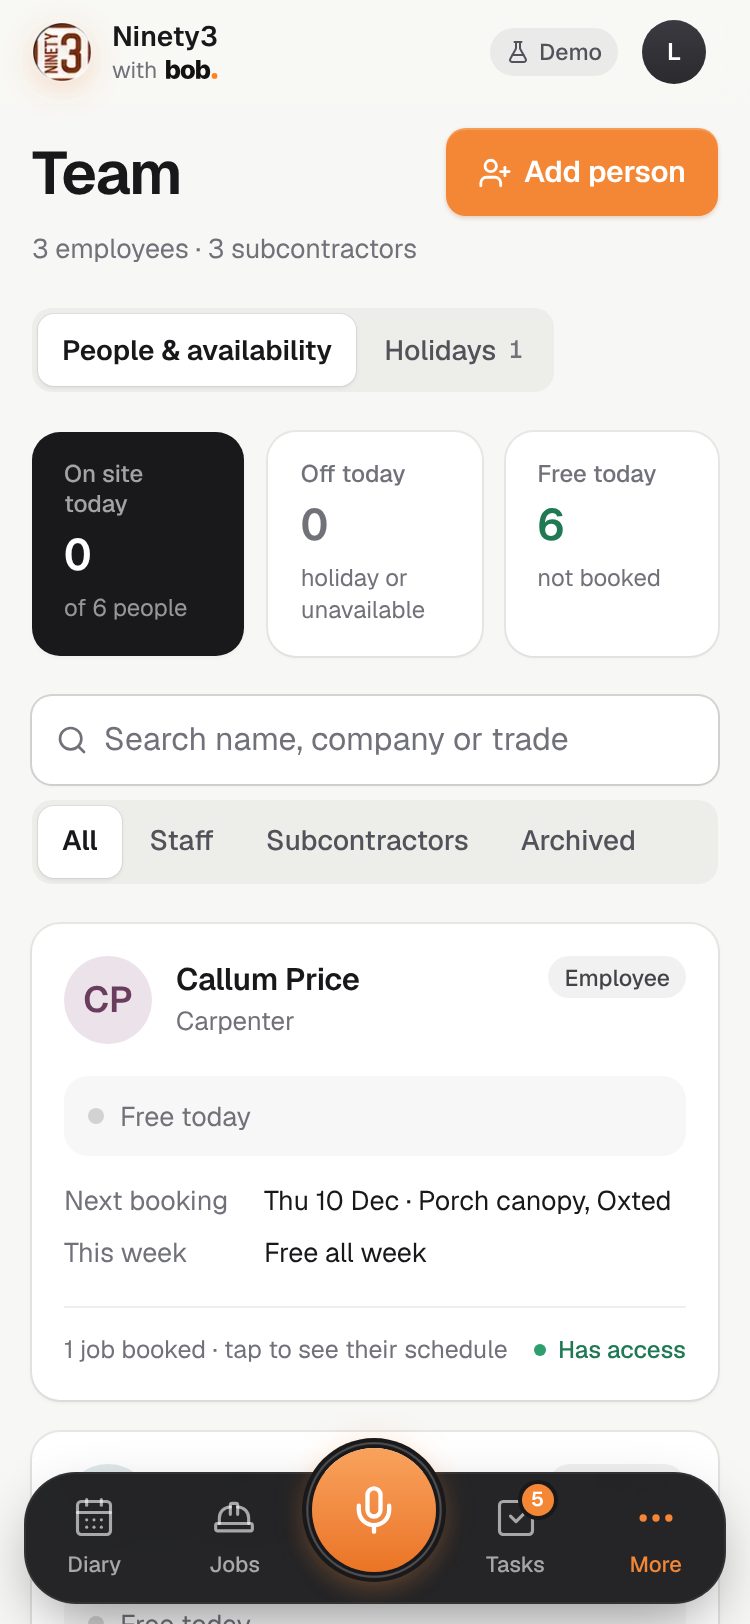 NINETY 3
Ninety3
with bob.
Demo
L
Team
Add person
3 employees · 3 subcontractors
People & availability
Holidays 1
On site today
0
of 6 people
Off today
0
holiday or unavailable
Free today
6
not booked
Search name, company or trade
All
Staff
Subcontractors
Archived
CP
Callum Price
Employee
Carpenter
Free today
Next booking
Thu 10 Dec · Porch canopy, Oxted
This week
Free all week
1 job booked · tap to see their schedule
Has access
Diary
Jobs
5
Tasks
More
Free today